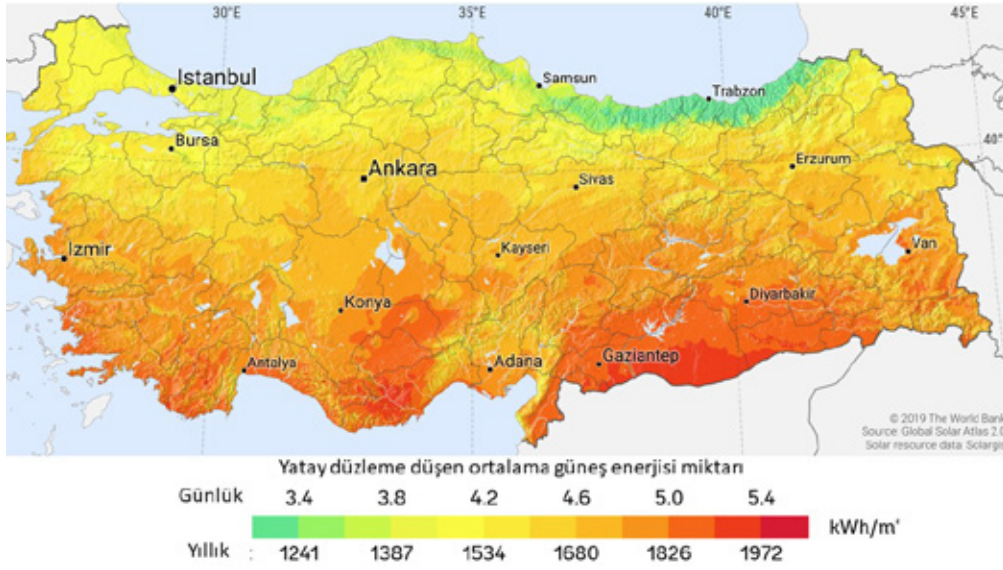 30°E 35°E 40°E 45°E
Istanbul
Samsun
Trabzon
Bursa
40°
Ankara
Erzurum
Sivas
Izmir
Kayseri
Van
Konya
Diyarbakır
Antalya
Adana
Gaziantep
© 2019 The World Bank
Source: Global Solar Atlas 2.0
Solar resource data: Solargis
Yatay düzleme düşen ortalama güneş enerjisi miktarı
Günlük 3.4 3.8 4.2 4.6 5.0 5.4
kWh/m'
Yıllık : 1241 1387 1534 1680 1826 1972